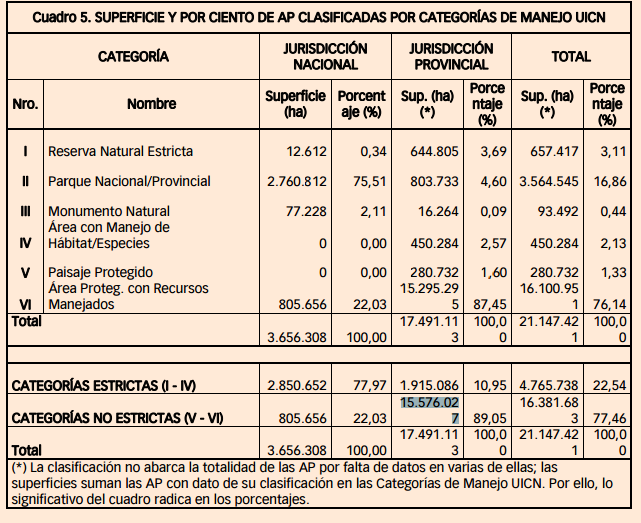 Cuadro 5. SUPERFICIE Y POR CIENTO DE AP CLASIFICADAS POR CATEGORÍAS DE MANEJO UICN
CATEGORÍA JURISDICCIÓN NACIONAL JURISDICCIÓN PROVINCIAL TOTAL
Nro. Nombre Superficie (ha) Porcent aje (%) Sup. (ha) (*) Porce ntaje (%) Sup. (ha) (*) Porce ntaje (%)
I Reserva Natural Estricta 12.612 0,34 644.805 3,69 657.417 3,11
II Parque Nacional/Provincial 2.760.812 75,51 803.733 4,60 3.564.545 16,86
III Monumento Natural 77.228 2,11 16.264 0,09 93.492 0,44
Área con Manejo de
IV Hábitat/Especies 0 0,00 450.284 2,57 450.284 2,13
V Paisaje Protegido 0 0,00 280.732 1,60 280.732 1,33
Área Proteg. con Recursos 15.295.29 16.100.95
VI Manejados 805.656 22,03 5 87,45 1 76,14
Total 17.491.11 100,0 21.147.42 100,0
3.656.308 100,00 3 0 1 0
CATEGORÍAS ESTRICTAS (I - IV) 2.850.652 77,97 1.915.086 10,95 4.765.738 22,54
15.576.02 16.381.68
CATEGORÍAS NO ESTRICTAS (V - VI) 805.656 22,03 7 89,05 3 77,46
17.491.11 100,0 21.147.42 100,0
Total 3.656.308 100,00 3 0 1 0
(*) La clasificación no abarca la totalidad de las AP por falta de datos en varias de ellas; las
superficies suman las AP con dato de su clasificación en las Categorías de Manejo UICN. Por ello, lo
significativo del cuadro radica en los porcentajes.